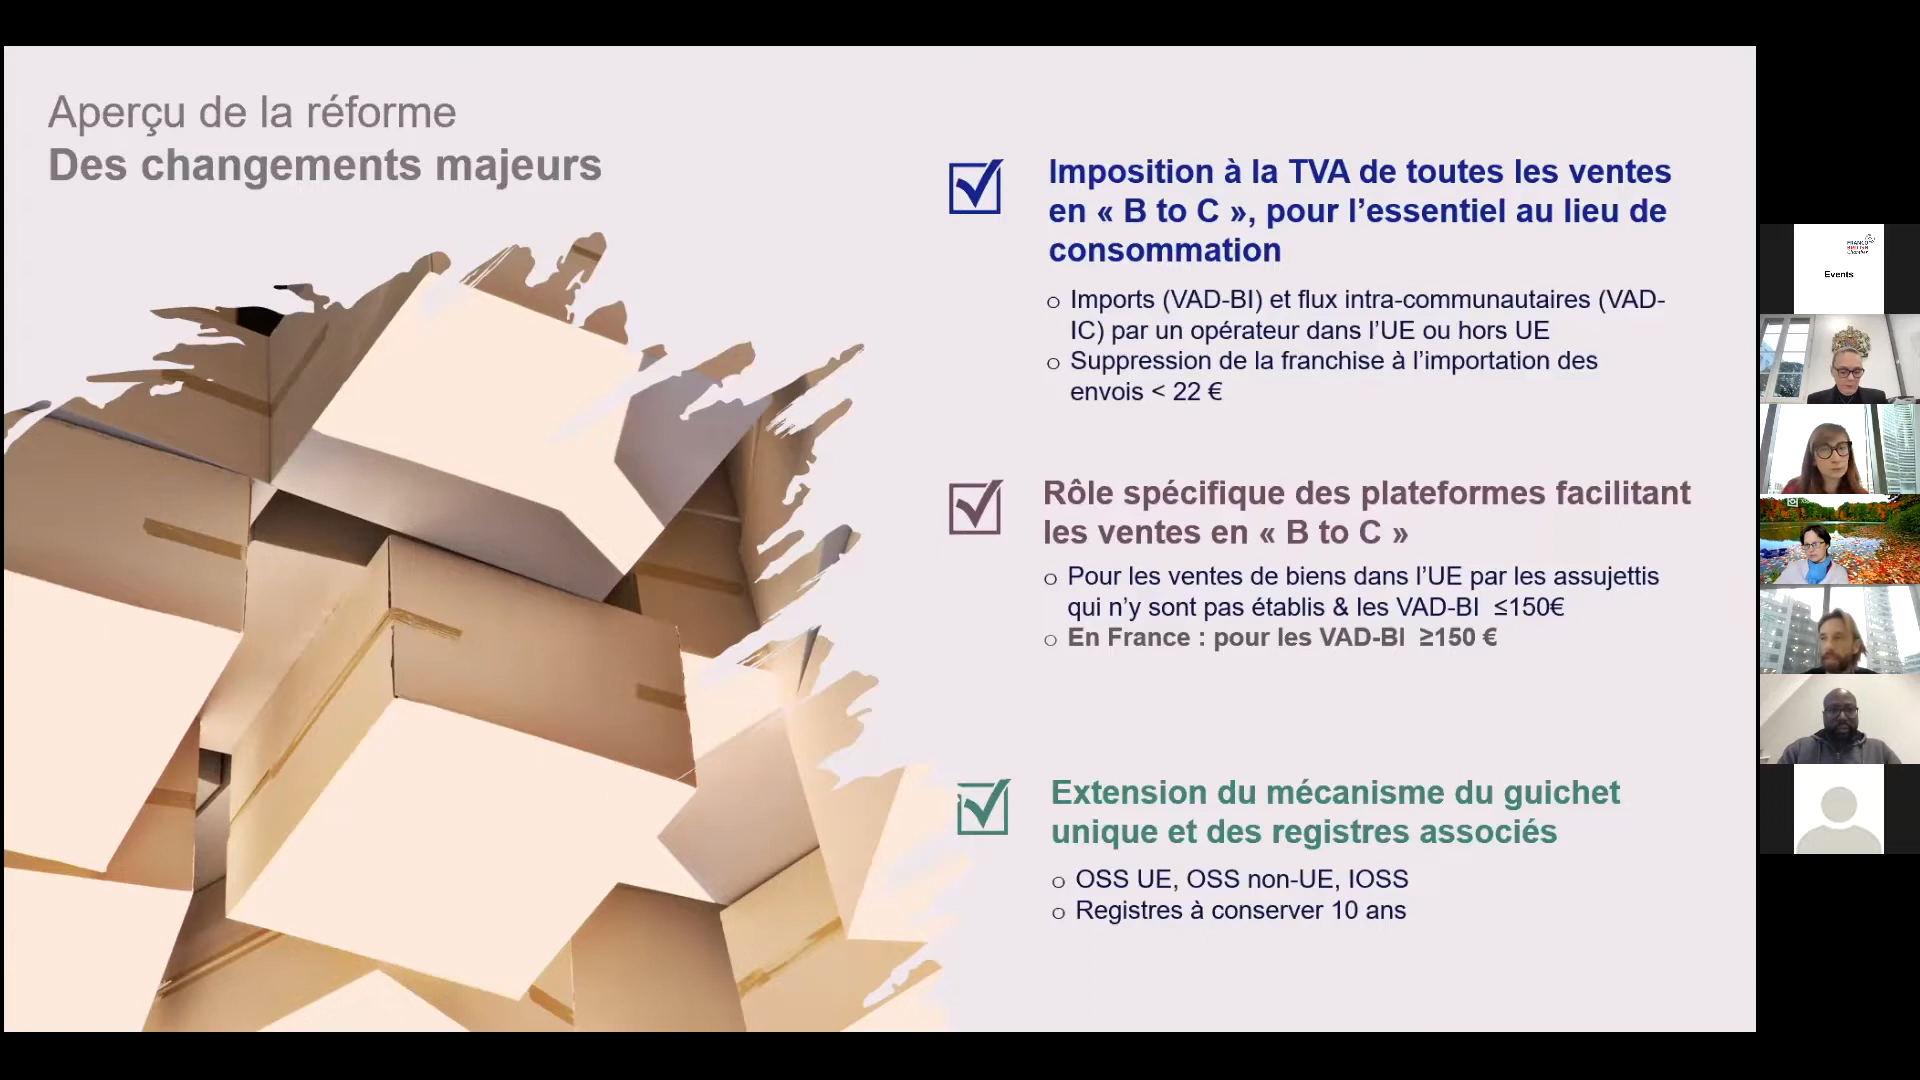 Aperçu de la réforme
Des changements majeurs
Imposition à la TVA de toutes les ventes
en « B to C », pour l’essentiel au lieu de
consommation
o Imports (VAD-BI) et flux intra-communautaires (VAD-
IC) par un opérateur dans l’UE ou hors UE
o Suppression de la franchise à l’importation des
envois < 22 €
Rôle spécifique des plateformes facilitant
les ventes en « B to C »
o Pour les ventes de biens dans l’UE par les assujettis
qui n’y sont pas établis & les VAD-BI ≤150€
o En France : pour les VAD-BI ≥150 €
Extension du mécanisme du guichet
unique et des registres associés
o OSS UE, OSS non-UE, IOSS
o Registres à conserver 10 ans
FRANCO
BRITISH
Chamber
Events